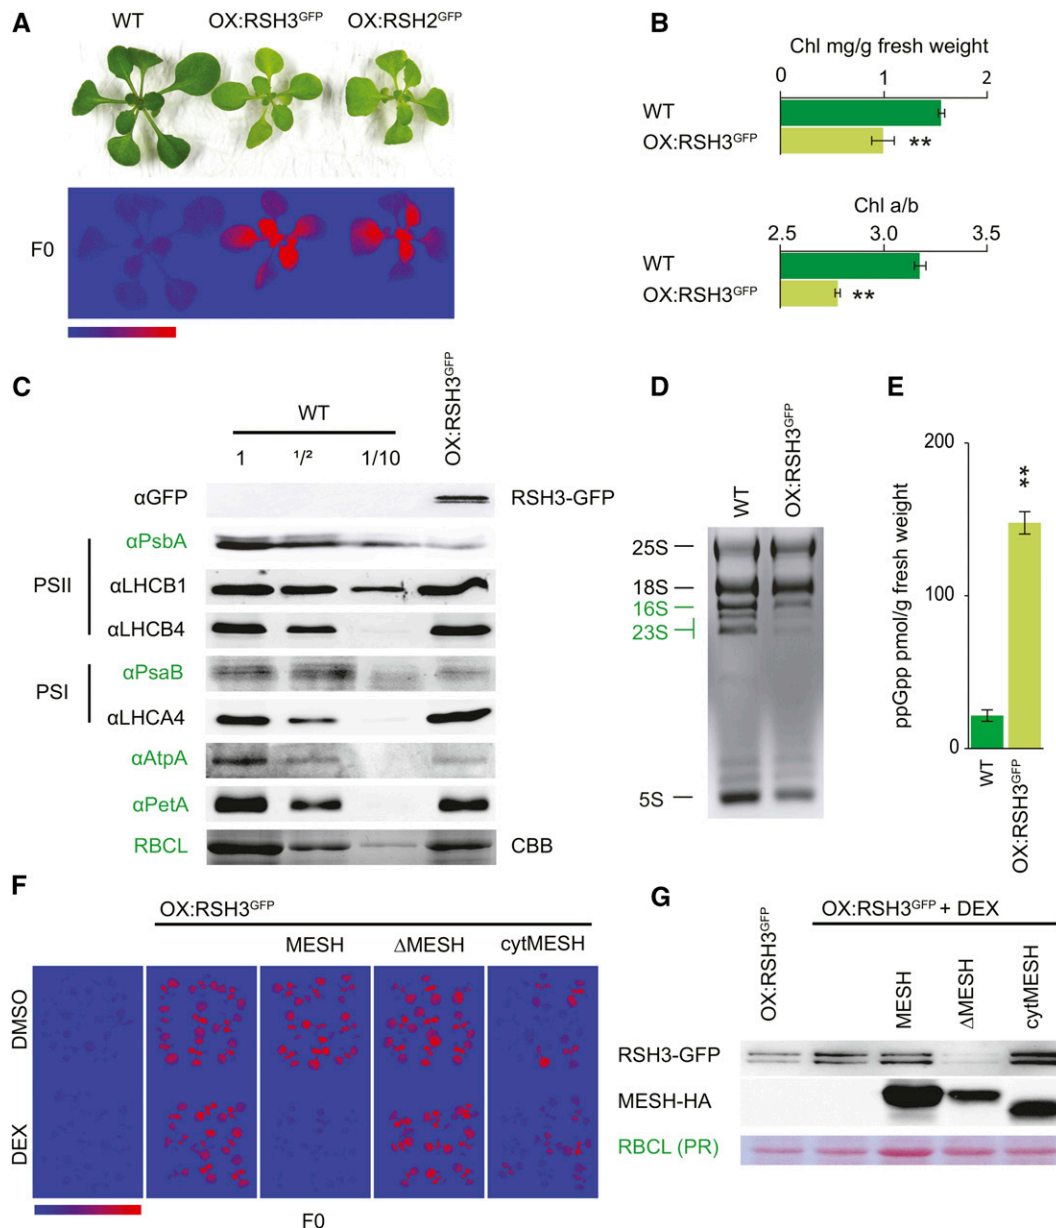 A
WT OX:RSH3GFP OX:RSH2GFP
F0
B
Chl mg/g fresh weight
0 1 2
WT
OX:RSH3GFP **
Chl a/b
2.5 3.0 3.5
WT
OX:RSH3GFP **
C
WT
OX:RSH3GFP
1 1/2 1/10
αGFP RSH3-GFP
PSII
αPsbA
αLHCB1
αLHCB4
PSI
αPsaB
αLHCA4
αAtpA
αPetA
RBCL CBB
D
WT
OX:RSH3GFP
25S
18S
16S
23S
5S
E
ppGpp pmol/g fresh weight
200
100
0
**
WT
OX:RSH3GFP
F
OX:RSH3GFP
MESH ΔMESH cytMESH
DMSO
DEX
F0
G
OX:RSH3GFP
OX:RSH3GFP + DEX
MESH
ΔMESH
cytMESH
RSH3-GFP
MESH-HA
RBCL (PR)